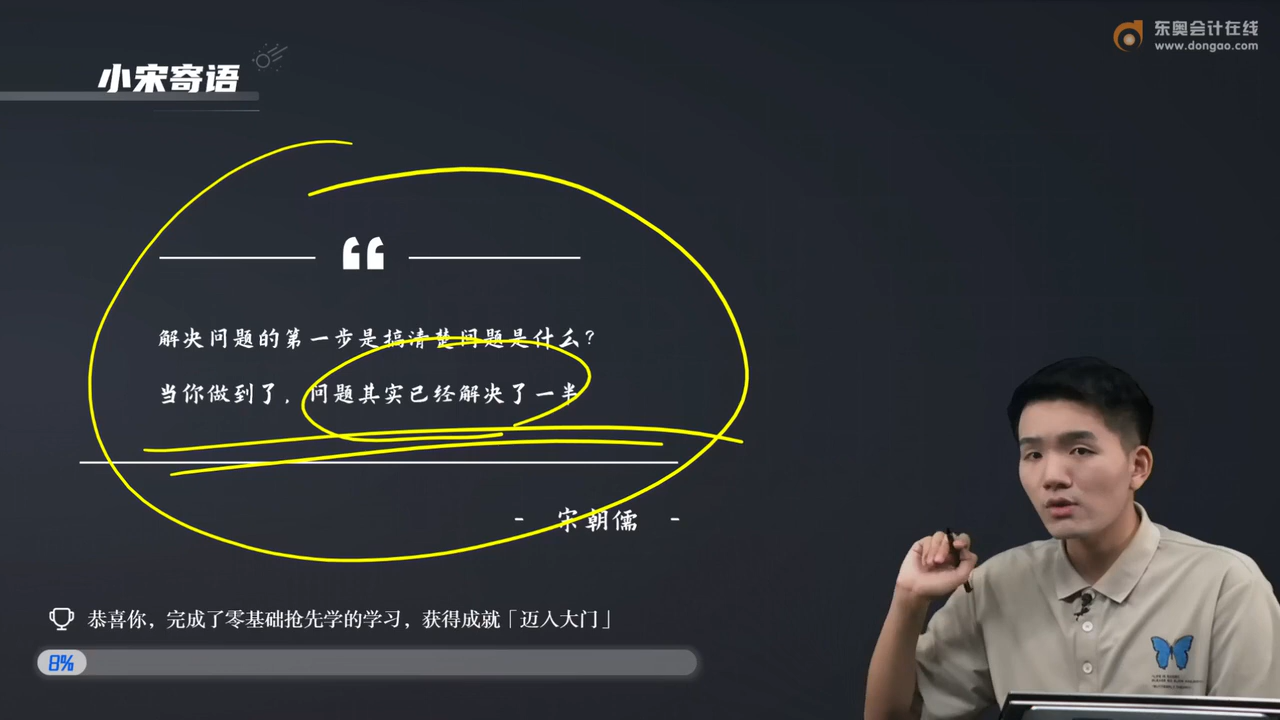 东奥会计在线
www.dongao.com
小宋寄语
解决问题的第一步是搞清楚问题是什么?
当你做到了,问题其实已经解决了一半
- 宋朝儒 -
恭喜你,完成了零基础抢先学的学习,获得成就「迈入大门」
8%